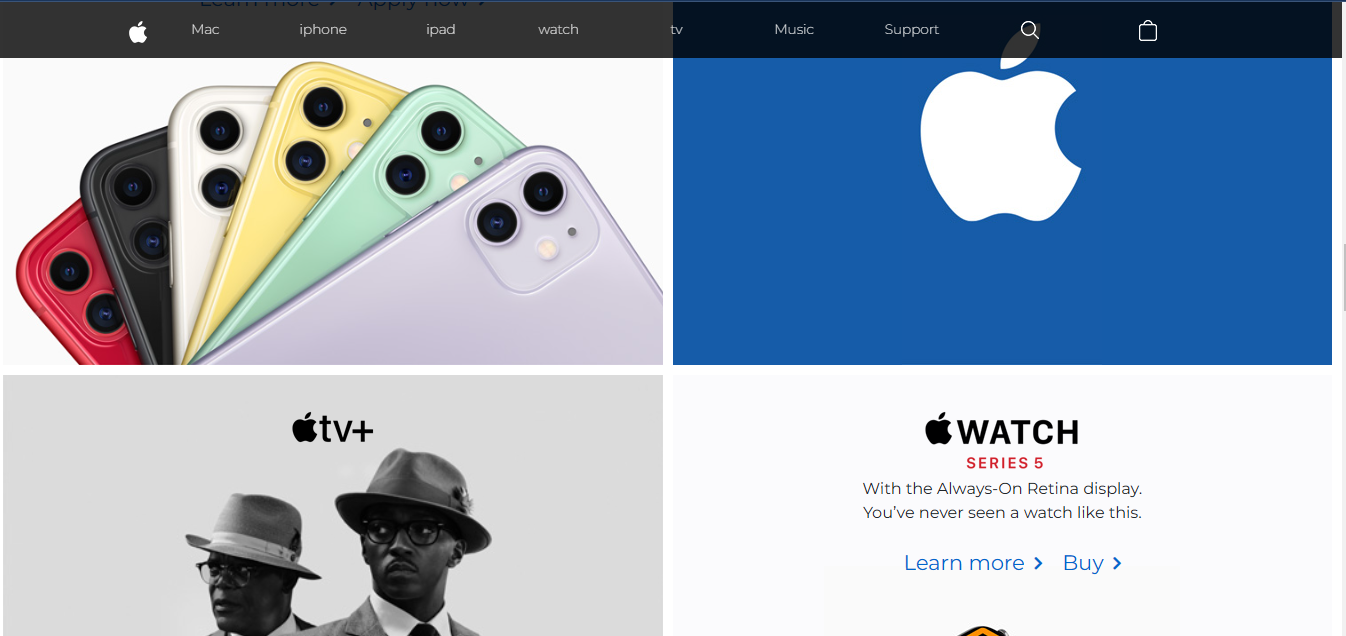 Learn more Apply now
Mac iphone ipad watch tv Music Support
tv+
WATCH
SERIES 5
With the Always-On Retina display.
You’ve never seen a watch like this.
Learn more Buy